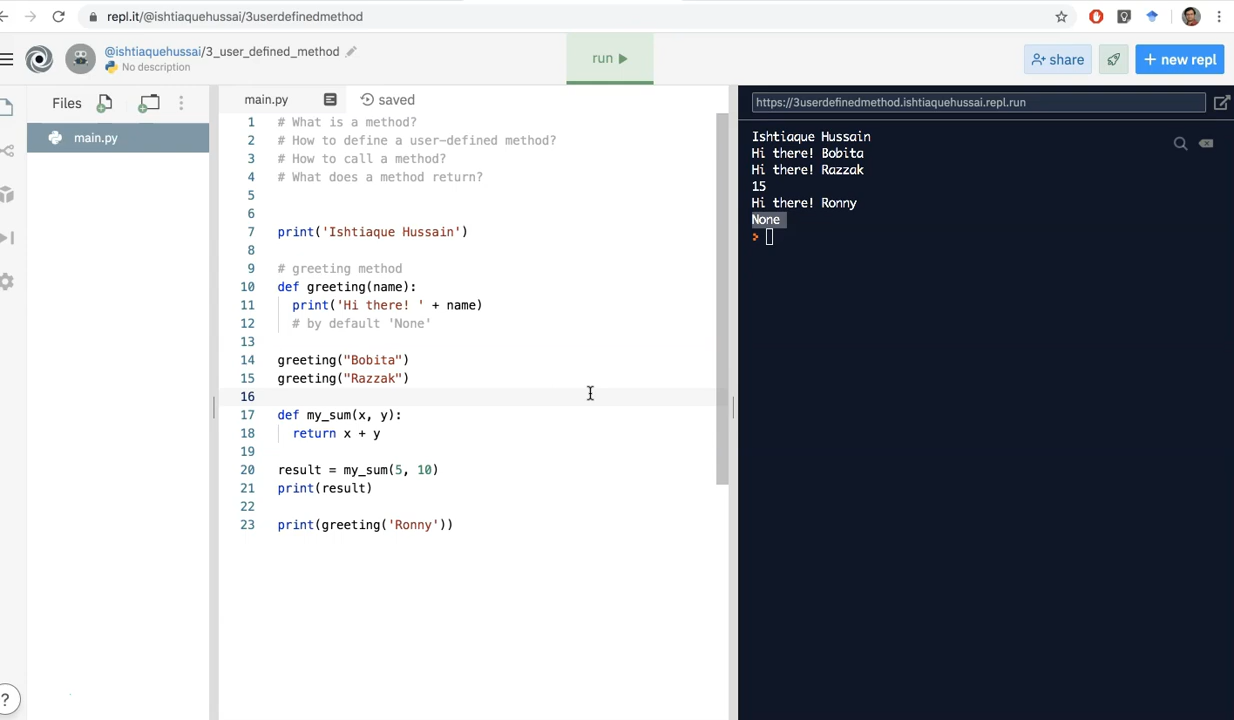 repl.it/@ishtiaquehussai/3userdefinedmethod
@ishtiaquehussai/3_user_defined_method
No description
run
share
+ new repl
Files
main.py
main.py
saved
1 # What is a method?
2 # How to define a user-defined method?
3 # How to call a method?
4 # What does a method return?
5
6
7 print('Ishtiaque Hussain')
8
9 # greeting method
10 def greeting(name):
11 print('Hi there! ' + name)
12 # by default 'None'
13
14 greeting("Bobita")
15 greeting("Razzak")
16
17 def my_sum(x, y):
18 return x + y
19
20 result = my_sum(5, 10)
21 print(result)
22
23 print(greeting('Ronny'))
https://3userdefinedmethod.ishtiaquehussai.repl.run
Ishtiaque Hussain
Hi there! Bobita
Hi there! Razzak
15
Hi there! Ronny
None
?